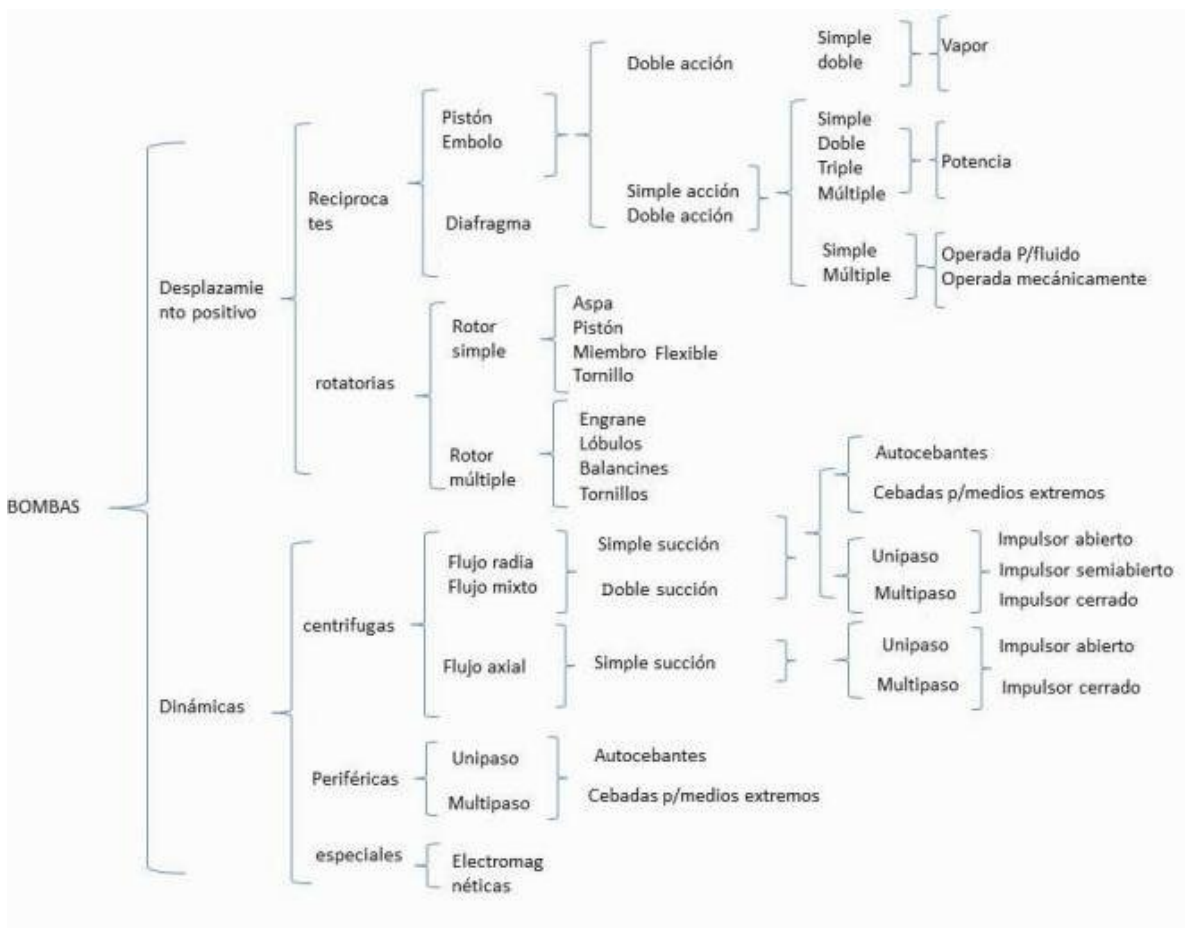 BOMBAS
Desplazamie
nto positivo
Reciproca
tes
Pistón
Embolo
Doble acción
Simple
doble
Vapor
Simple acción
Doble acción
Simple
Doble
Triple
Múltiple
Potencia
Simple
Múltiple
Operada P/fluido
Operada mecánicamente
Diafragma
rotatorias
Rotor
simple
Aspa
Pistón
Miembro Flexible
Tornillo
Rotor
múltiple
Engrane
Lóbulos
Balancines
Tornillos
Dinámicas
centrifugas
Flujo radia
Flujo mixto
Simple succión
Doble succión
Autocebantes
Cebadas p/medios extremos
Unipaso
Multipaso
Impulsor abierto
Impulsor semiabierto
Impulsor cerrado
Flujo axial
Simple succión
Unipaso
Multipaso
Impulsor abierto
Impulsor cerrado
Periféricas
Unipaso
Multipaso
Autocebantes
Cebadas p/medios extremos
especiales
Electromag
néticas